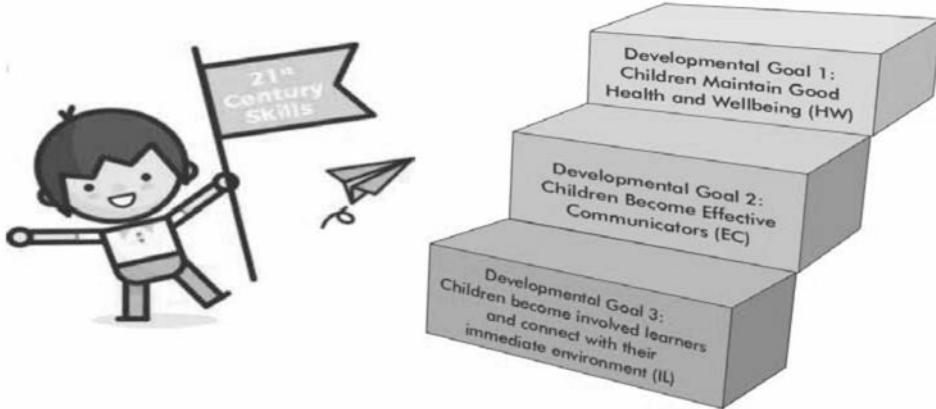 21st
Century
Skills
Developmental Goal 1:
Children Maintain Good
Health and Wellbeing (HW)
Developmental Goal 2:
Children Become Effective
Communicators (EC)
Developmental Goal 3:
Children become involved learners
and connect with their
immediate environment (IL)